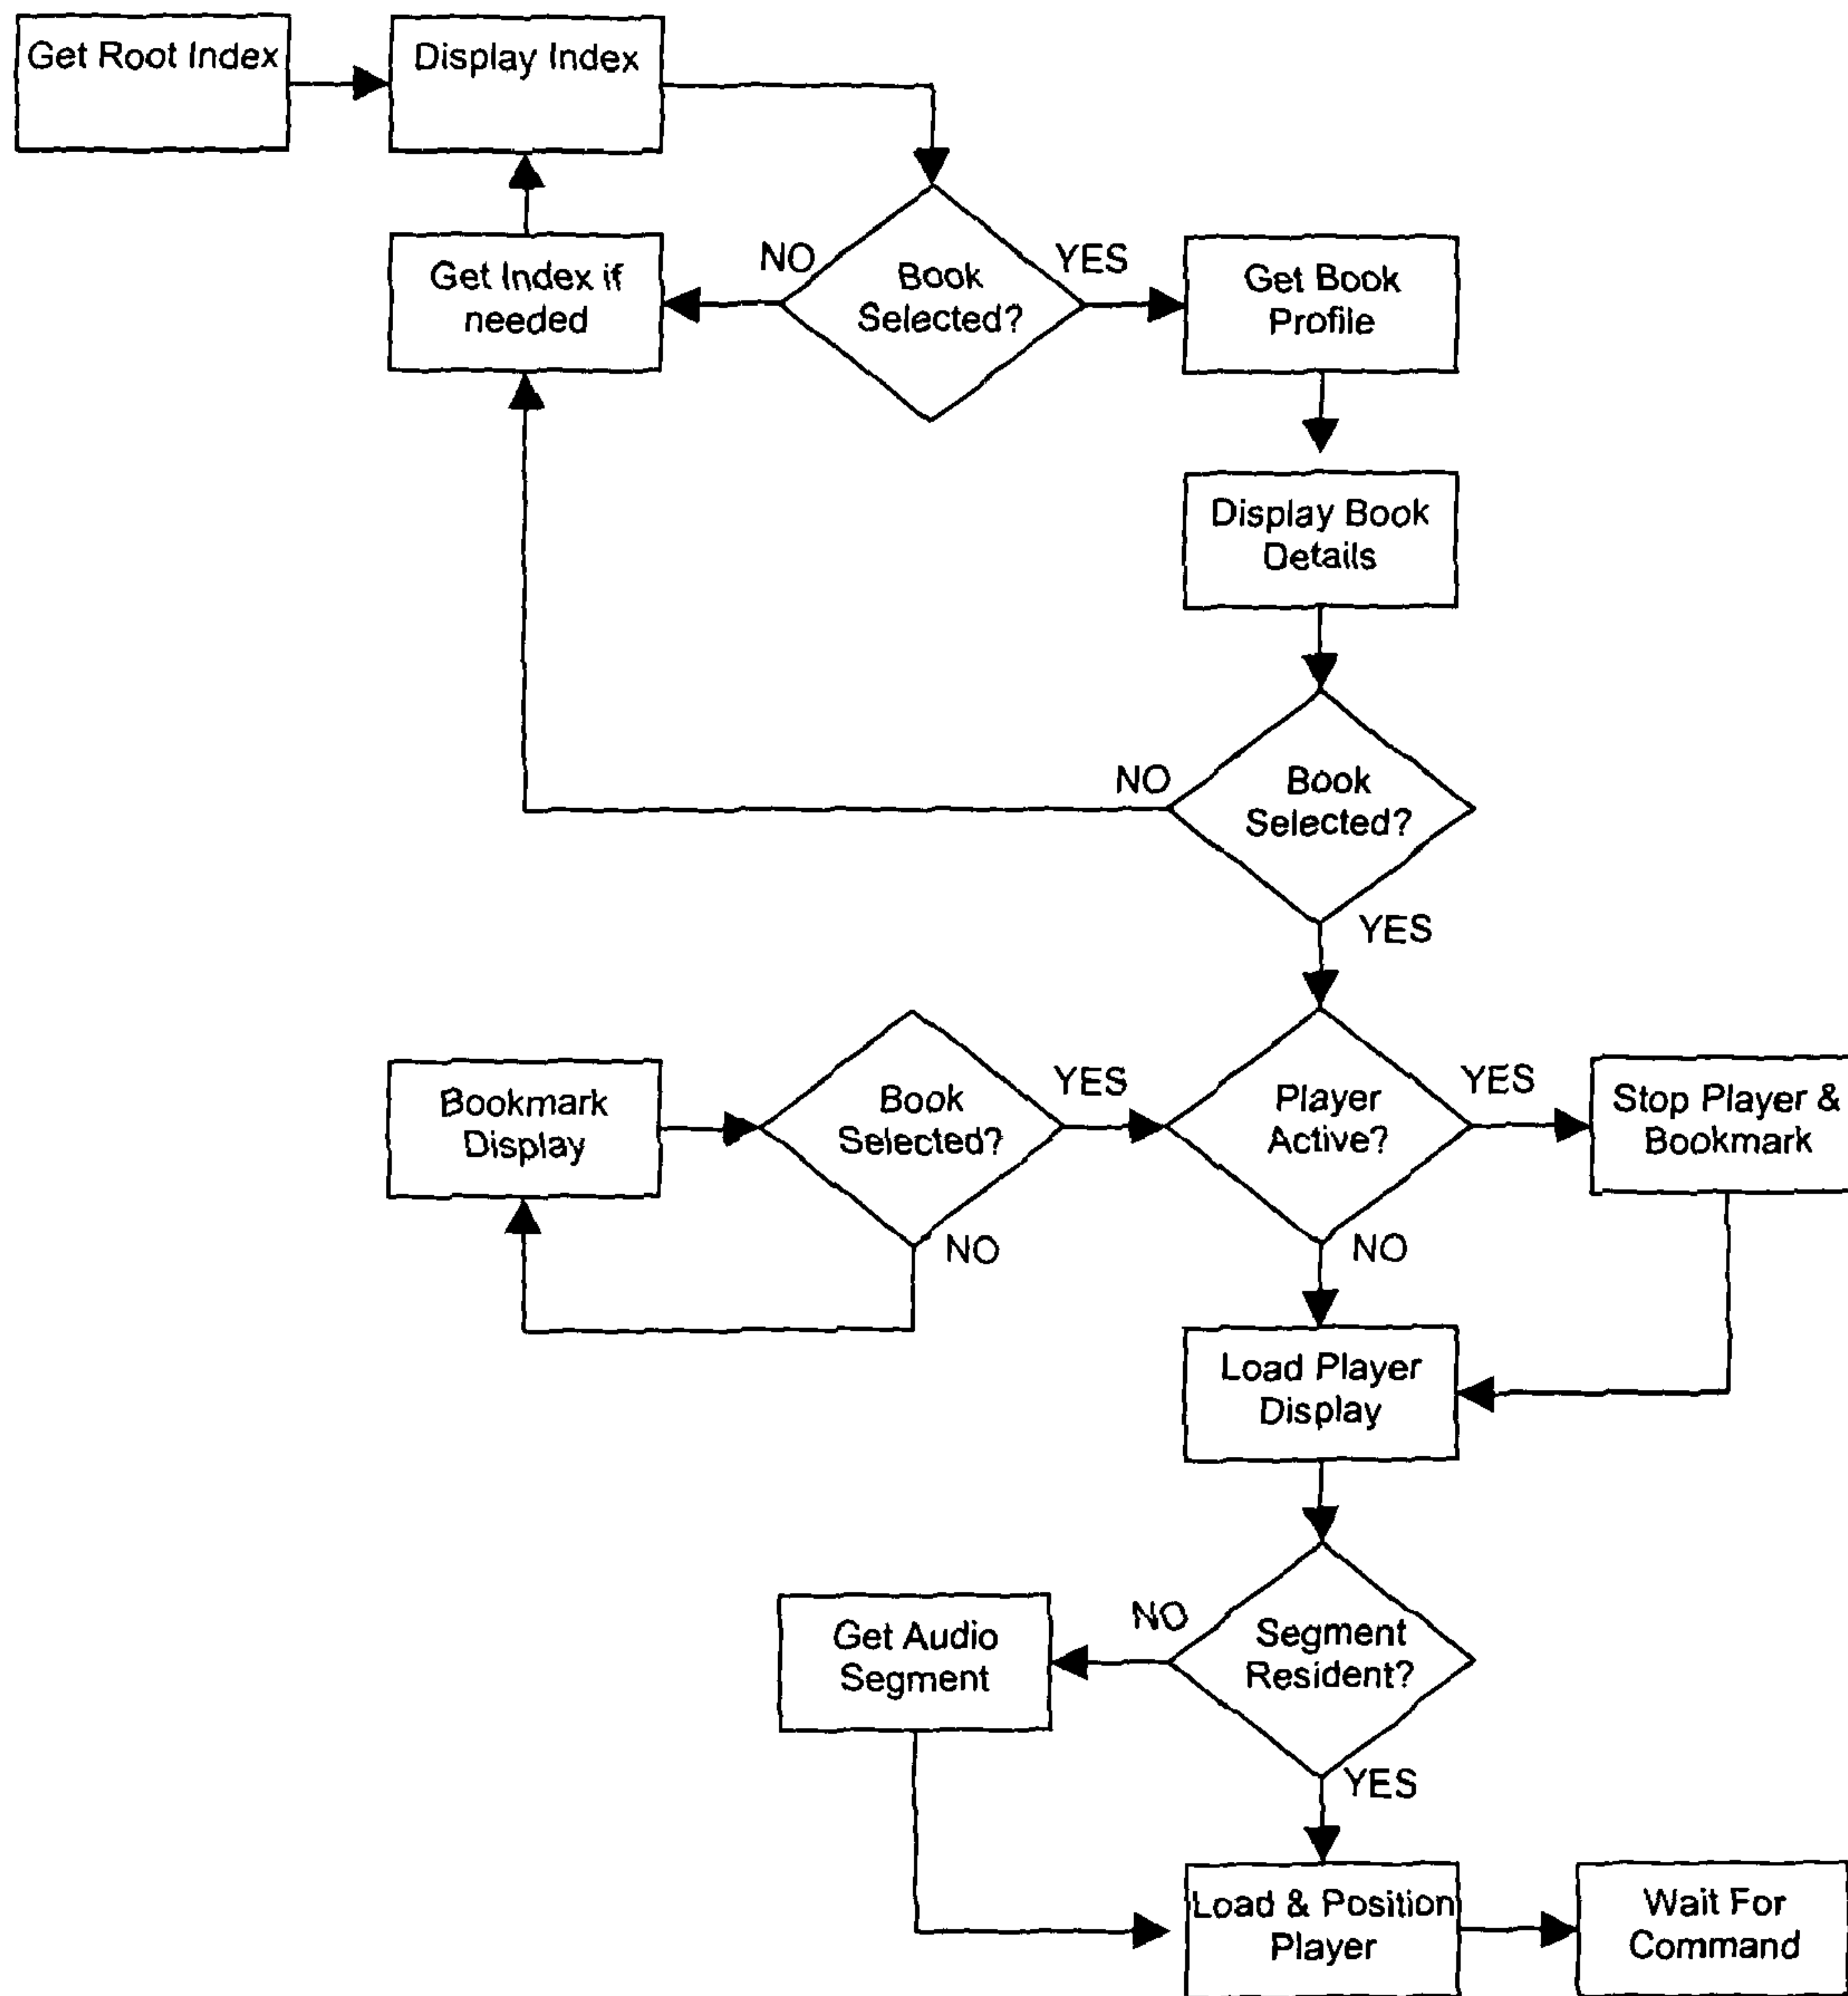 Get Root Index
Display Index
Get Index if
needed
NO
Book
Selected?
YES
Get Book
Profile
Display Book
Details
NO
Book
Selected?
YES
Bookmark
Display
Book
Selected?
YES
NO
Player
Active?
YES
NO
Stop Player &
Bookmark
Load Player
Display
NO
Segment
Resident?
YES
Get Audio
Segment
Load & Position
Player
Wait For
Command